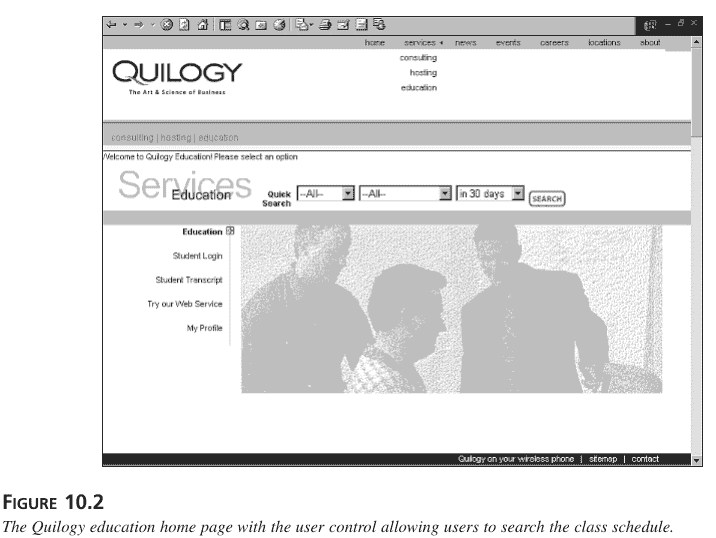 home services news events careers locations about
consulting
hosting
education
QUILOGY
The Art & Science of Business
consulting | hosting | education
Welcome to Quilogy Education! Please select an option
Services
Education
Quick Search --All-- --All-- in 30 days SEARCH
Education
Student Login
Student Transcript
Try our Web Service
My Profile
Quilogy on your wireless phone | sitemap | contact
FIGURE 10.2
The Quilogy education home page with the user control allowing users to search the class schedule.